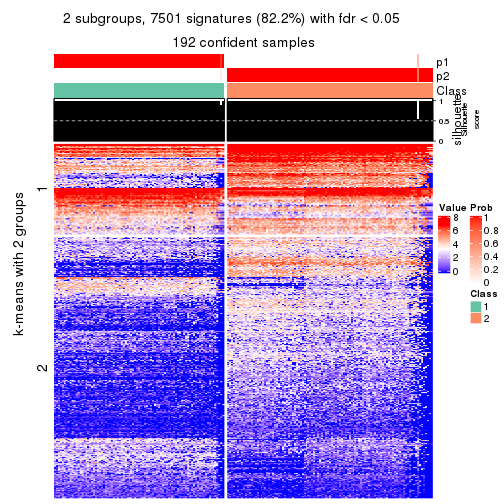 2 subgroups, 7501 signatures (82.2%) with fdr < 0.05
192 confident samples
p1
p2
Class
1
0.5
0
silhouette
Silhouette
score
k-means with 2 groups
1
2
Value
8
6
4
2
0
Prob
1
0.8
0.6
0.4
0.2
0
Class
1
2